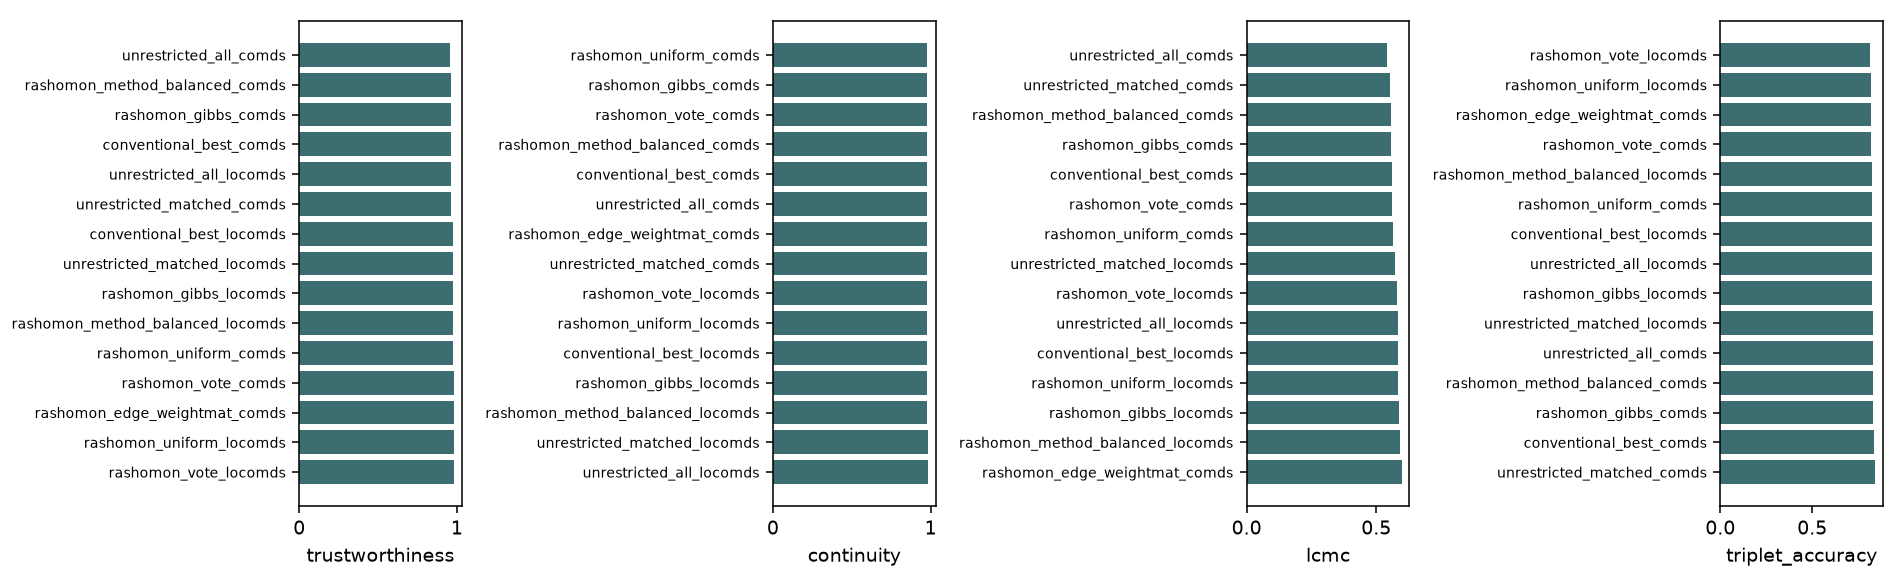 unrestricted_all_comds
rashomon_method_balanced_comds
rashomon_gibbs_comds
conventional_best_comds
unrestricted_all_locomds
unrestricted_matched_comds
conventional_best_locomds
unrestricted_matched_locomds
rashomon_gibbs_locomds
rashomon_method_balanced_locomds
rashomon_uniform_comds
rashomon_vote_comds
rashomon_edge_weightmat_comds
rashomon_uniform_locomds
rashomon_vote_locomds
0 1
trustworthiness
rashomon_uniform_comds
rashomon_gibbs_comds
rashomon_vote_comds
rashomon_method_balanced_comds
conventional_best_comds
unrestricted_all_comds
rashomon_edge_weightmat_comds
unrestricted_matched_comds
rashomon_vote_locomds
rashomon_uniform_locomds
conventional_best_locomds
rashomon_gibbs_locomds
rashomon_method_balanced_locomds
unrestricted_matched_locomds
unrestricted_all_locomds
0 1
continuity
unrestricted_all_comds
unrestricted_matched_comds
rashomon_method_balanced_comds
rashomon_gibbs_comds
conventional_best_comds
rashomon_vote_comds
rashomon_uniform_comds
unrestricted_matched_locomds
rashomon_vote_locomds
unrestricted_all_locomds
conventional_best_locomds
rashomon_uniform_locomds
rashomon_gibbs_locomds
rashomon_method_balanced_locomds
rashomon_edge_weightmat_comds
0.0 0.5
lcmc
rashomon_vote_locomds
rashomon_uniform_locomds
rashomon_edge_weightmat_comds
rashomon_vote_comds
rashomon_method_balanced_locomds
rashomon_uniform_comds
conventional_best_locomds
unrestricted_all_locomds
rashomon_gibbs_locomds
unrestricted_matched_locomds
unrestricted_all_comds
rashomon_method_balanced_comds
rashomon_gibbs_comds
conventional_best_comds
unrestricted_matched_comds
0.0 0.5
triplet_accuracy